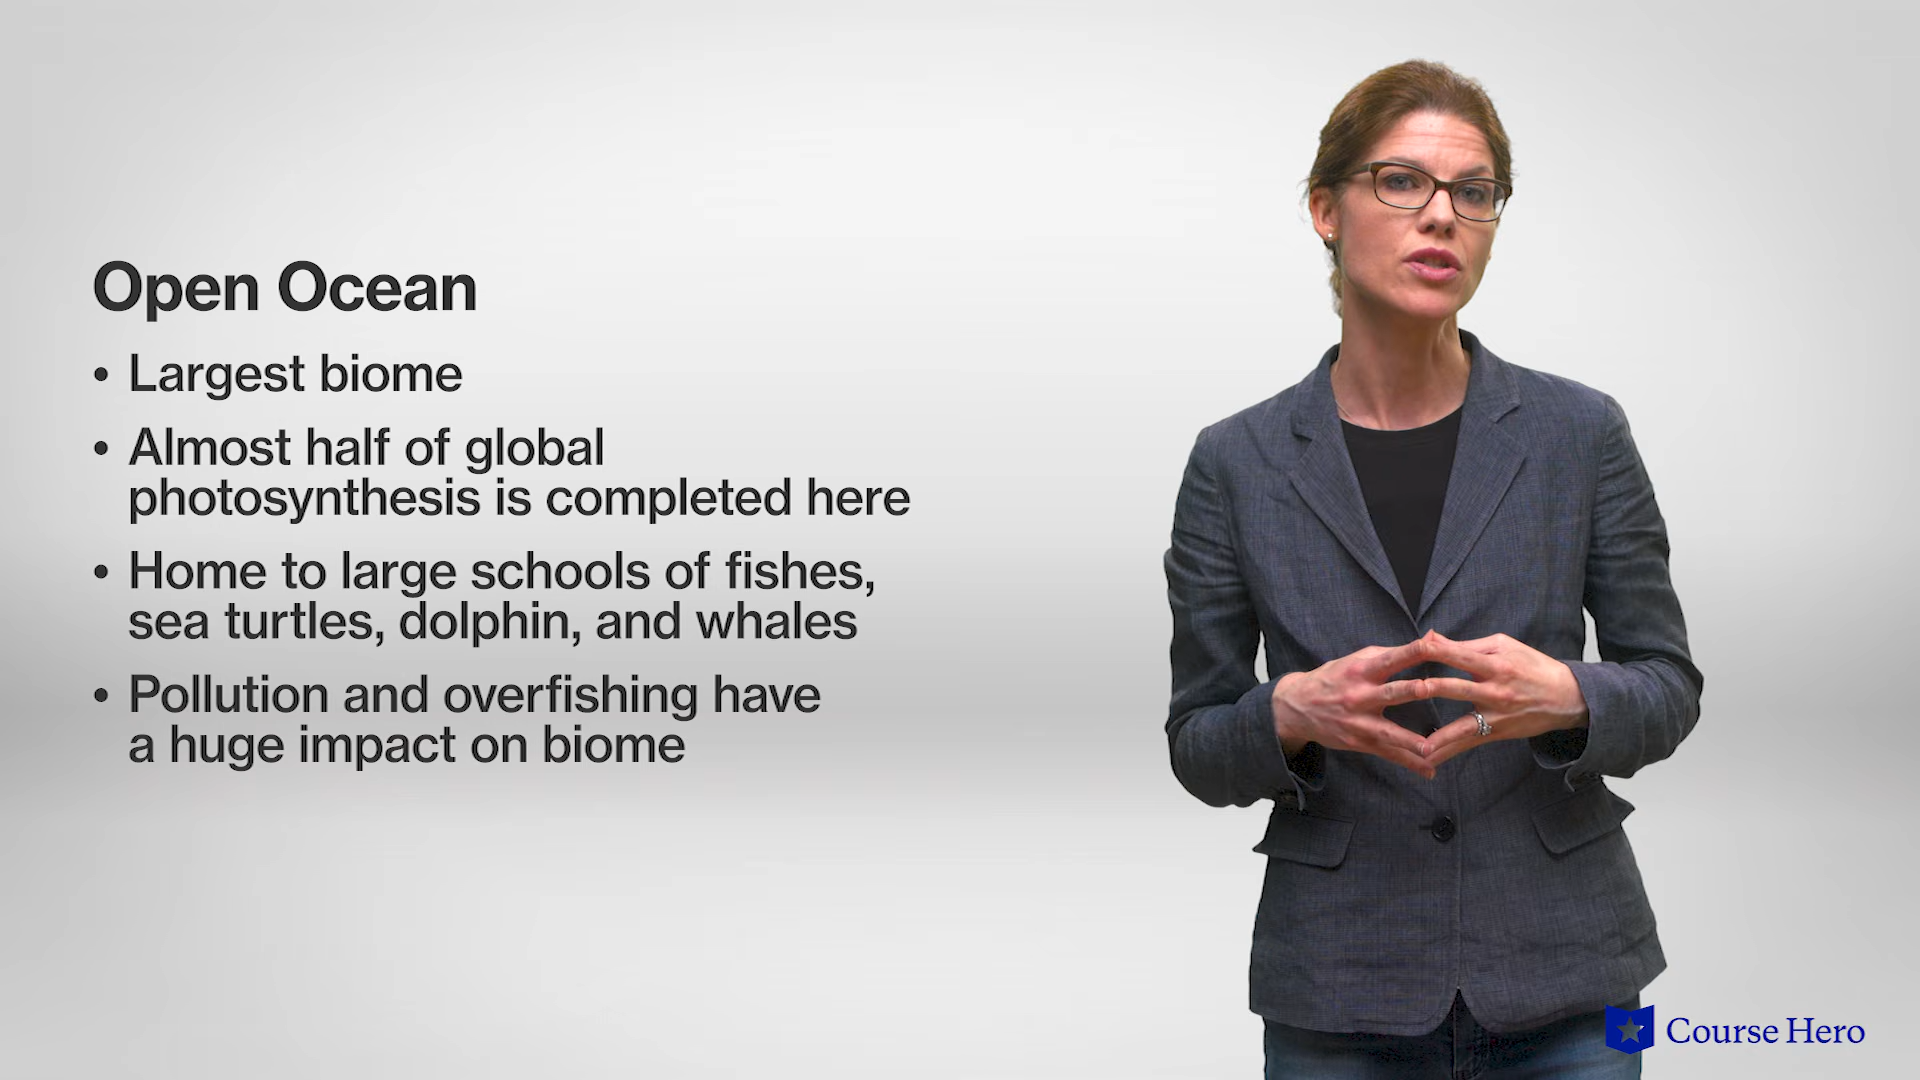 Open Ocean
• Largest biome
• Almost half of global
photosynthesis is completed here
• Home to large schools of fishes,
sea turtles, dolphin, and whales
• Pollution and overfishing have
a huge impact on biome
Course Hero